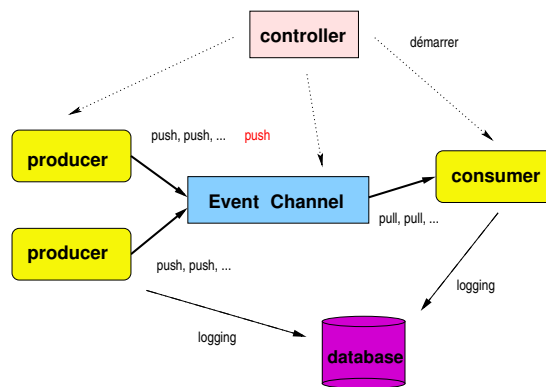 controller
démarrer
push, push, ... push
producer
consumer
Event Channel
pull, pull, ...
producer
push, push, ...
logging
logging
database